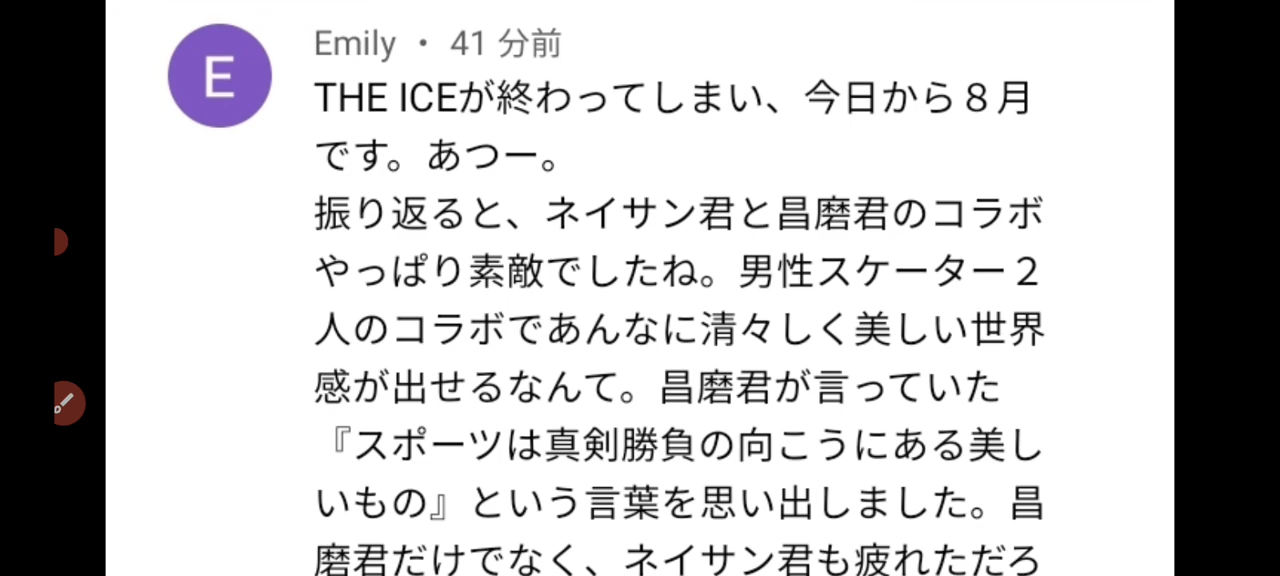 E
Emily ・ 41 分前
THE ICEが終わってしまい、今日から８月
です。あつー。
振り返ると、ネイサン君と昌磨君のコラボ
やっぱり素敵でしたね。男性スケーター２
人のコラボであんなに清々しく美しい世界
感が出せるなんて。昌磨君が言っていた
『スポーツは真剣勝負の向こうにある美し
いもの』という言葉を思い出しました。昌
磨君だけでなく、ネイサン君も疲れただろ